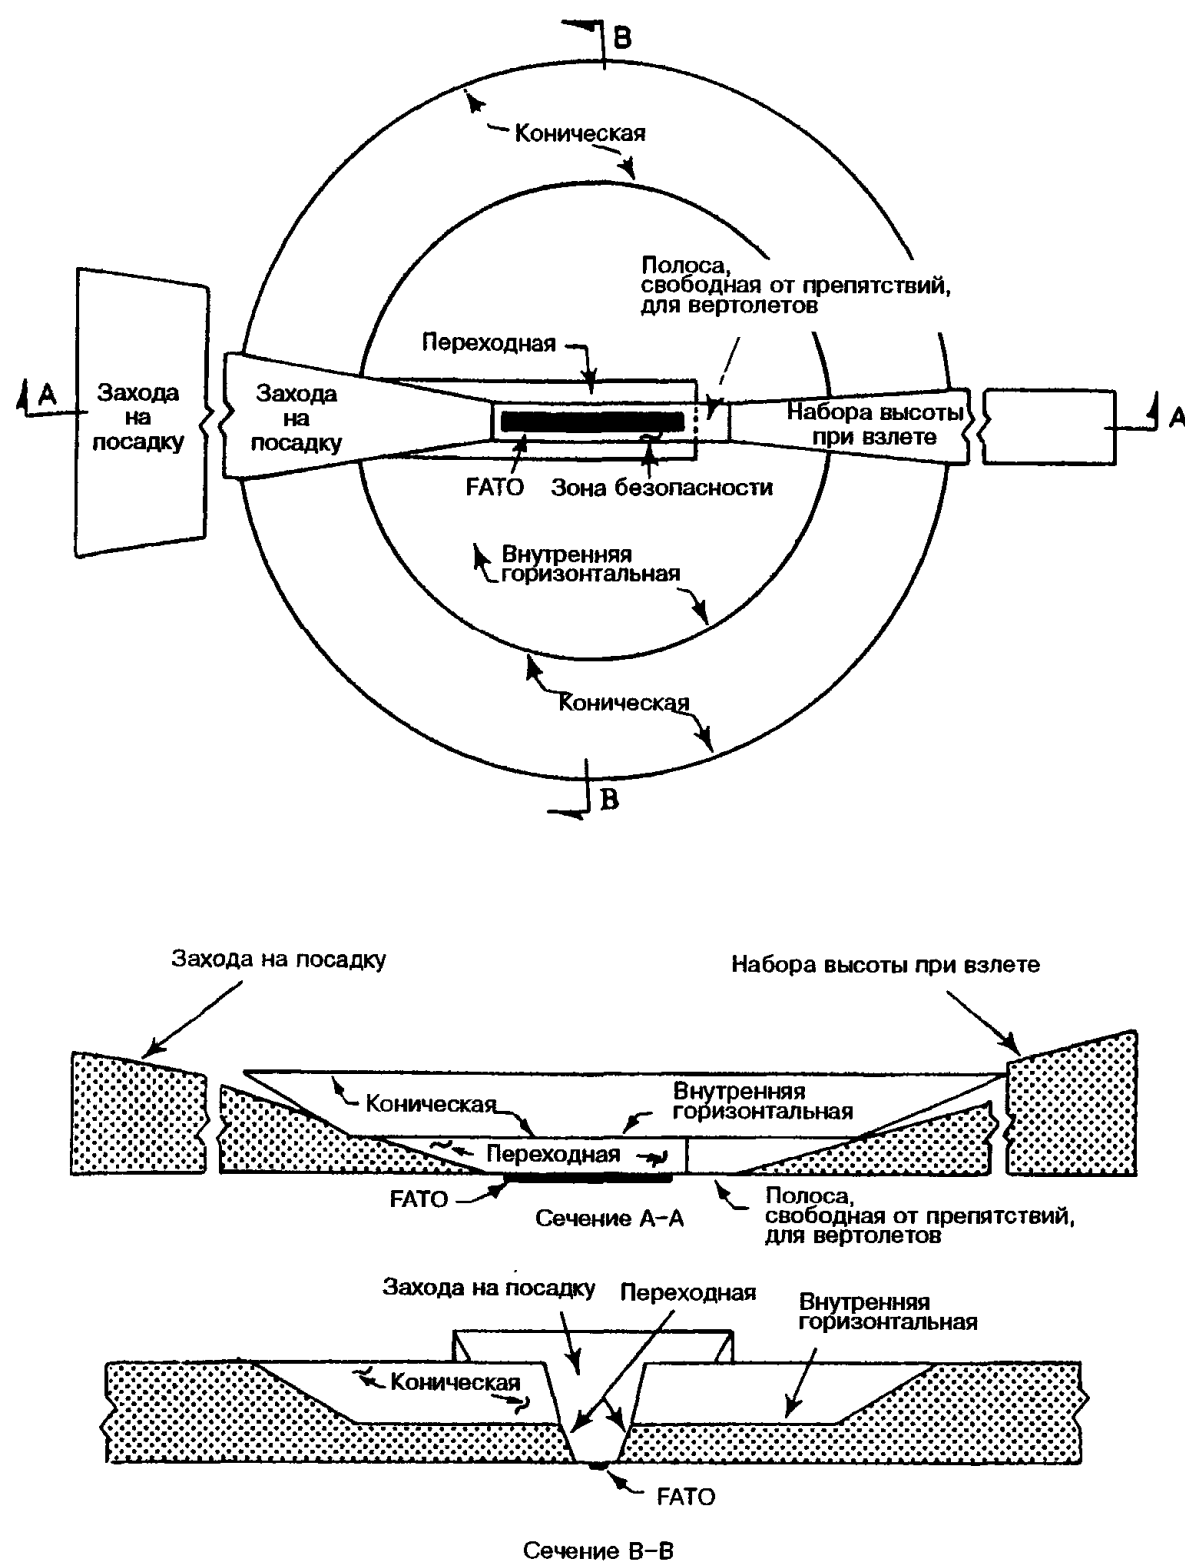 B
Коническая
Полоса,
свободная от препятствий,
для вертолетов
Переходная
A
Захода
на
посадку
Захода
на
посадку
Набора высоты
при взлете
A
FATO
Зона безопасности
Внутренняя
горизонтальная
Коническая
B
Захода на посадку
Набора высоты при взлете
Коническая
Внутренняя
горизонтальная
Переходная
FATO
Полоса,
свободная от препятствий,
для вертолетов
Сечение А-А
Захода на посадку
Переходная
Внутренняя
горизонтальная
Коническая
FATO
Сечение В-В